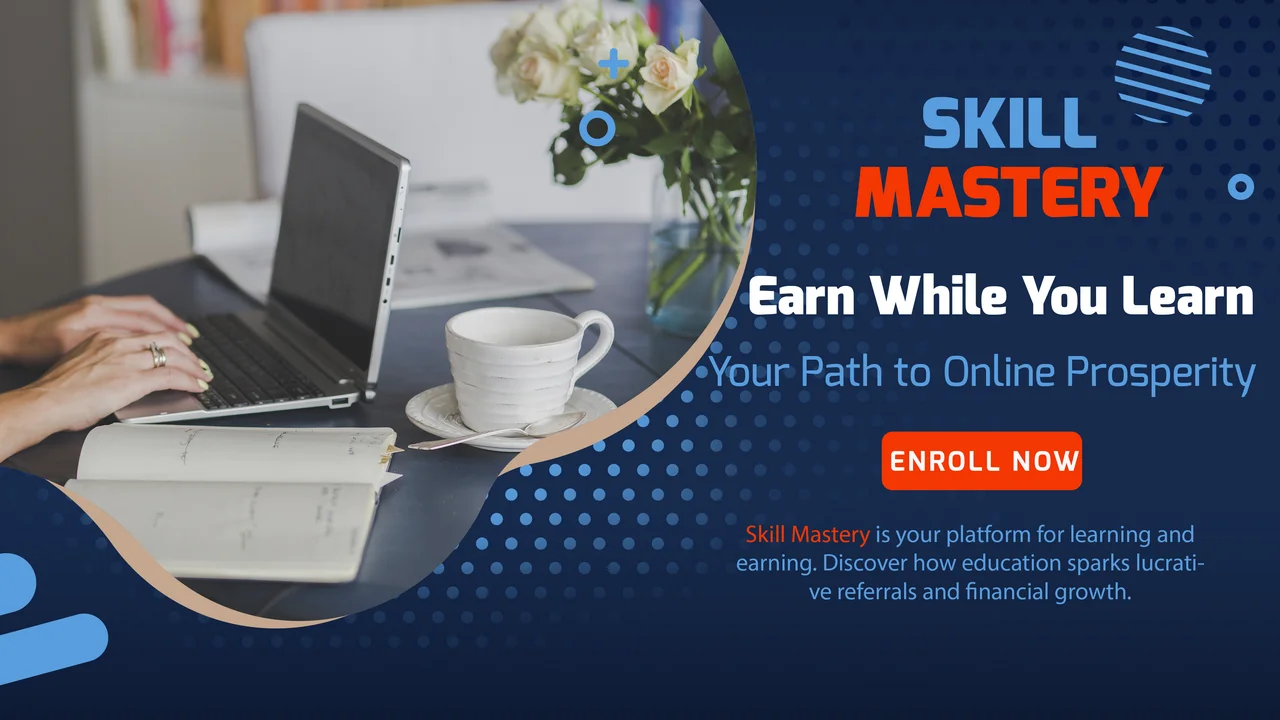 SKILL
MASTERY
Earn While You Learn
Your Path to Online Prosperity
ENROLL NOW
Skill Mastery is your platform for learning and
earning. Discover how education sparks lucrati-
ve referrals and financial growth.